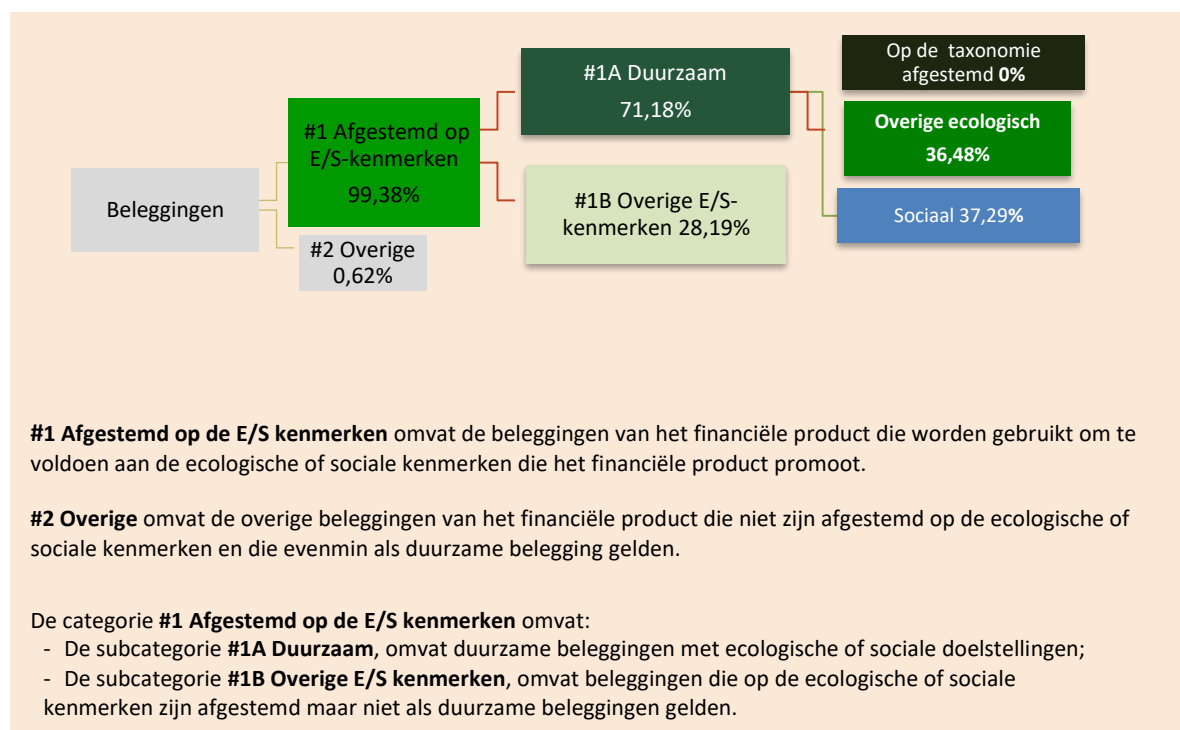 Beleggingen
#1 Afgestemd op
E/S-kenmerken
99,38%
#2 Overige
0,62%
#1A Duurzaam
71,18%
#1B Overige E/S-
kenmerken 28,19%
Op de taxonomie
afgestemd 0%
Overige ecologisch
36,48%
Sociaal 37,29%
#1 Afgestemd op de E/S kenmerken omvat de beleggingen van het financiële product die worden gebruikt om te
voldoen aan de ecologische of sociale kenmerken die het financiële product promoot.
#2 Overige omvat de overige beleggingen van het financiële product die niet zijn afgestemd op de ecologische of
sociale kenmerken en die evenmin als duurzame belegging gelden.
De categorie #1 Afgestemd op de E/S kenmerken omvat:
- De subcategorie #1A Duurzaam, omvat duurzame beleggingen met ecologische of sociale doelstellingen;
- De subcategorie #1B Overige E/S kenmerken, omvat beleggingen die op de ecologische of sociale
kenmerken zijn afgestemd maar niet als duurzame beleggingen gelden.